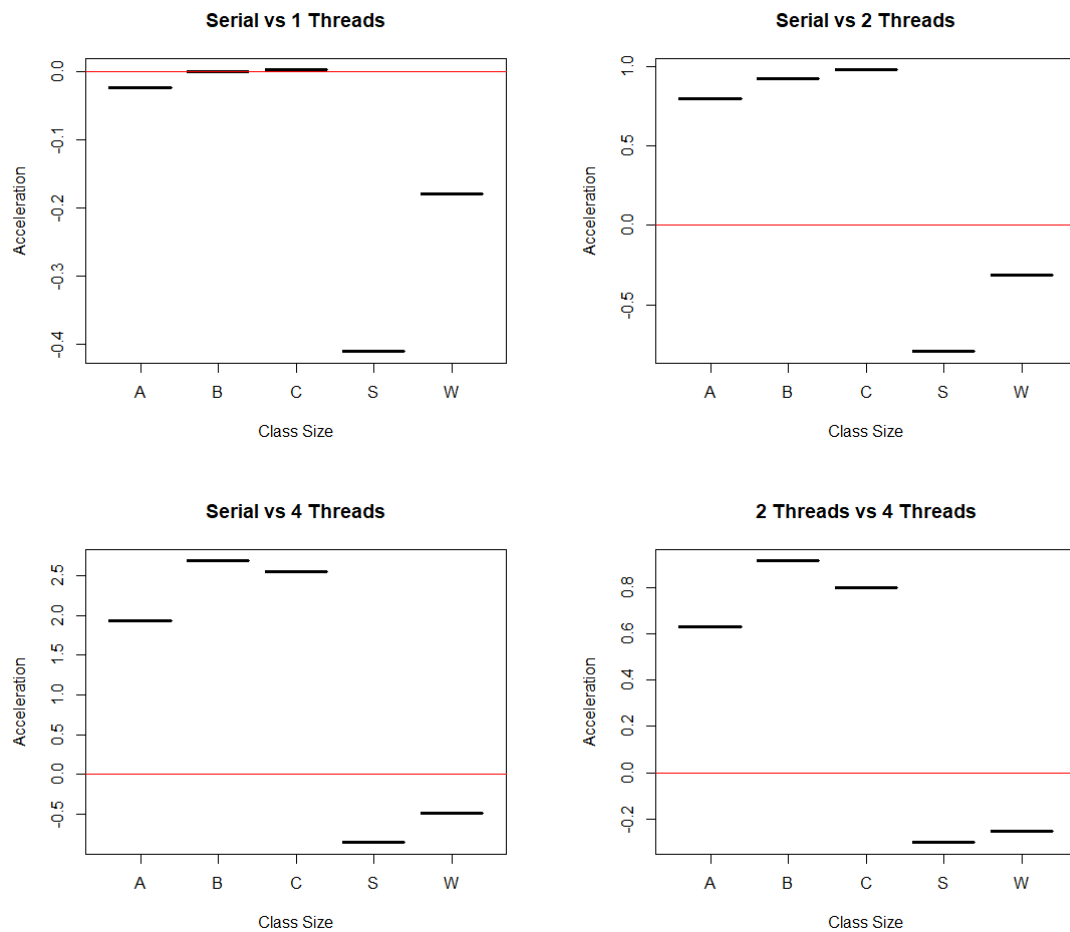 Serial vs 1 Threads
Acceleration
0.0
-0.1
-0.2
-0.3
-0.4
A B C S W
Class Size
Serial vs 2 Threads
Acceleration
1.0
0.5
0.0
-0.5
A B C S W
Class Size
Serial vs 4 Threads
Acceleration
2.5
2.0
1.5
1.0
0.5
0.0
-0.5
A B C S W
Class Size
2 Threads vs 4 Threads
Acceleration
0.8
0.6
0.4
0.2
0.0
-0.2
A B C S W
Class Size